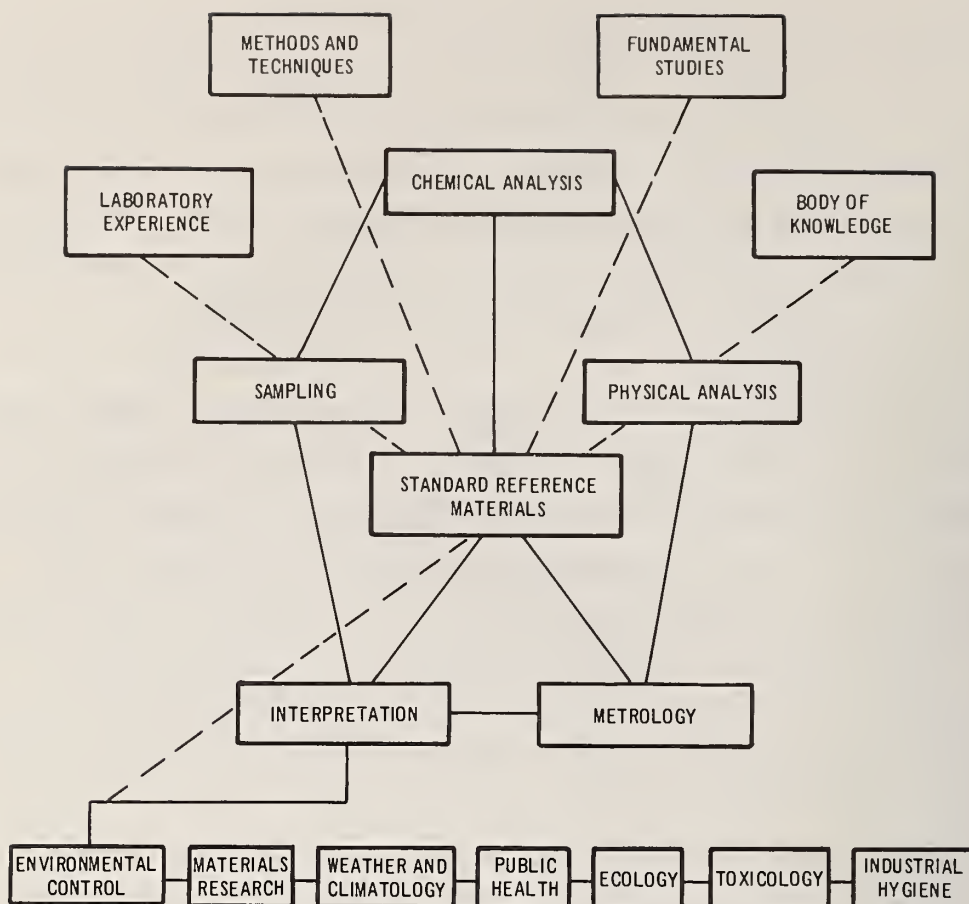 METHODS AND
TECHNIQUES
FUNDAMENTAL
STUDIES
CHEMICAL ANALYSIS
LABORATORY
EXPERIENCE
BODY OF
KNOWLEDGE
SAMPLING
PHYSICAL ANALYSIS
STANDARD REFERENCE
MATERIALS
INTERPRETATION
METROLOGY
ENVIRONMENTAL
CONTROL
MATERIALS
RESEARCH
WEATHER AND
CLIMATOLOGY
PUBLIC
HEALTH
ECOLOGY
TOXICOLOGY
INDUSTRIAL
HYGIENE